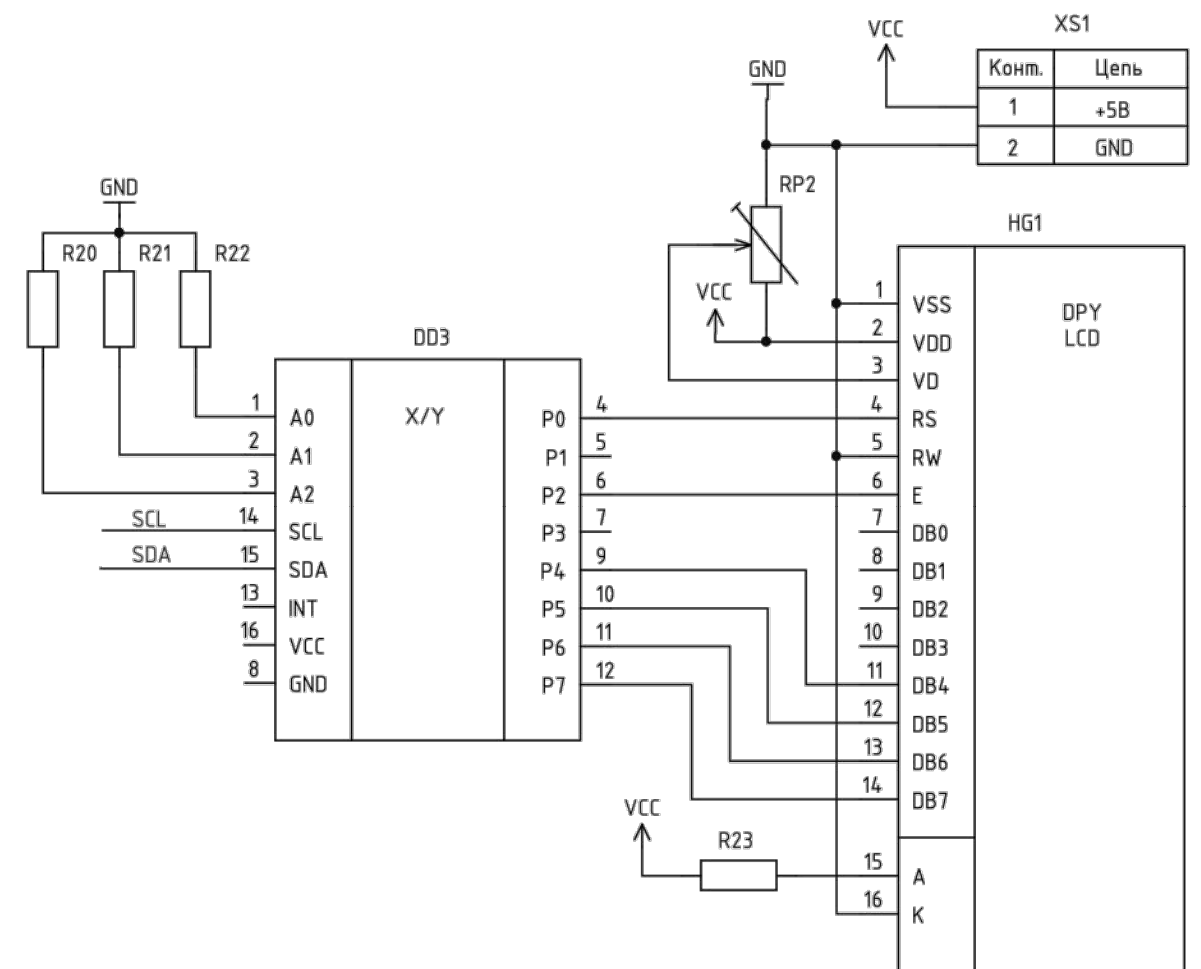 VCC
XS1
Конт. Цепь
1 +5В
2 GND
GND
RP2
HG1
GND
R20 R21 R22
VCC
DD3
X/Y
DPY
LCD
1 A0
2 A1
3 A2
SCL 14 SCL
SDA 15 SDA
13 INT
16 VCC
8 GND
P0 4
P1 5
P2 6
P3 7
P4 9
P5 10
P6 11
P7 12
1 VSS
2 VDD
3 VD
4 RS
5 RW
6 E
7 DB0
8 DB1
9 DB2
10 DB3
11 DB4
12 DB5
13 DB6
14 DB7
VCC
R23
15 A
16 K